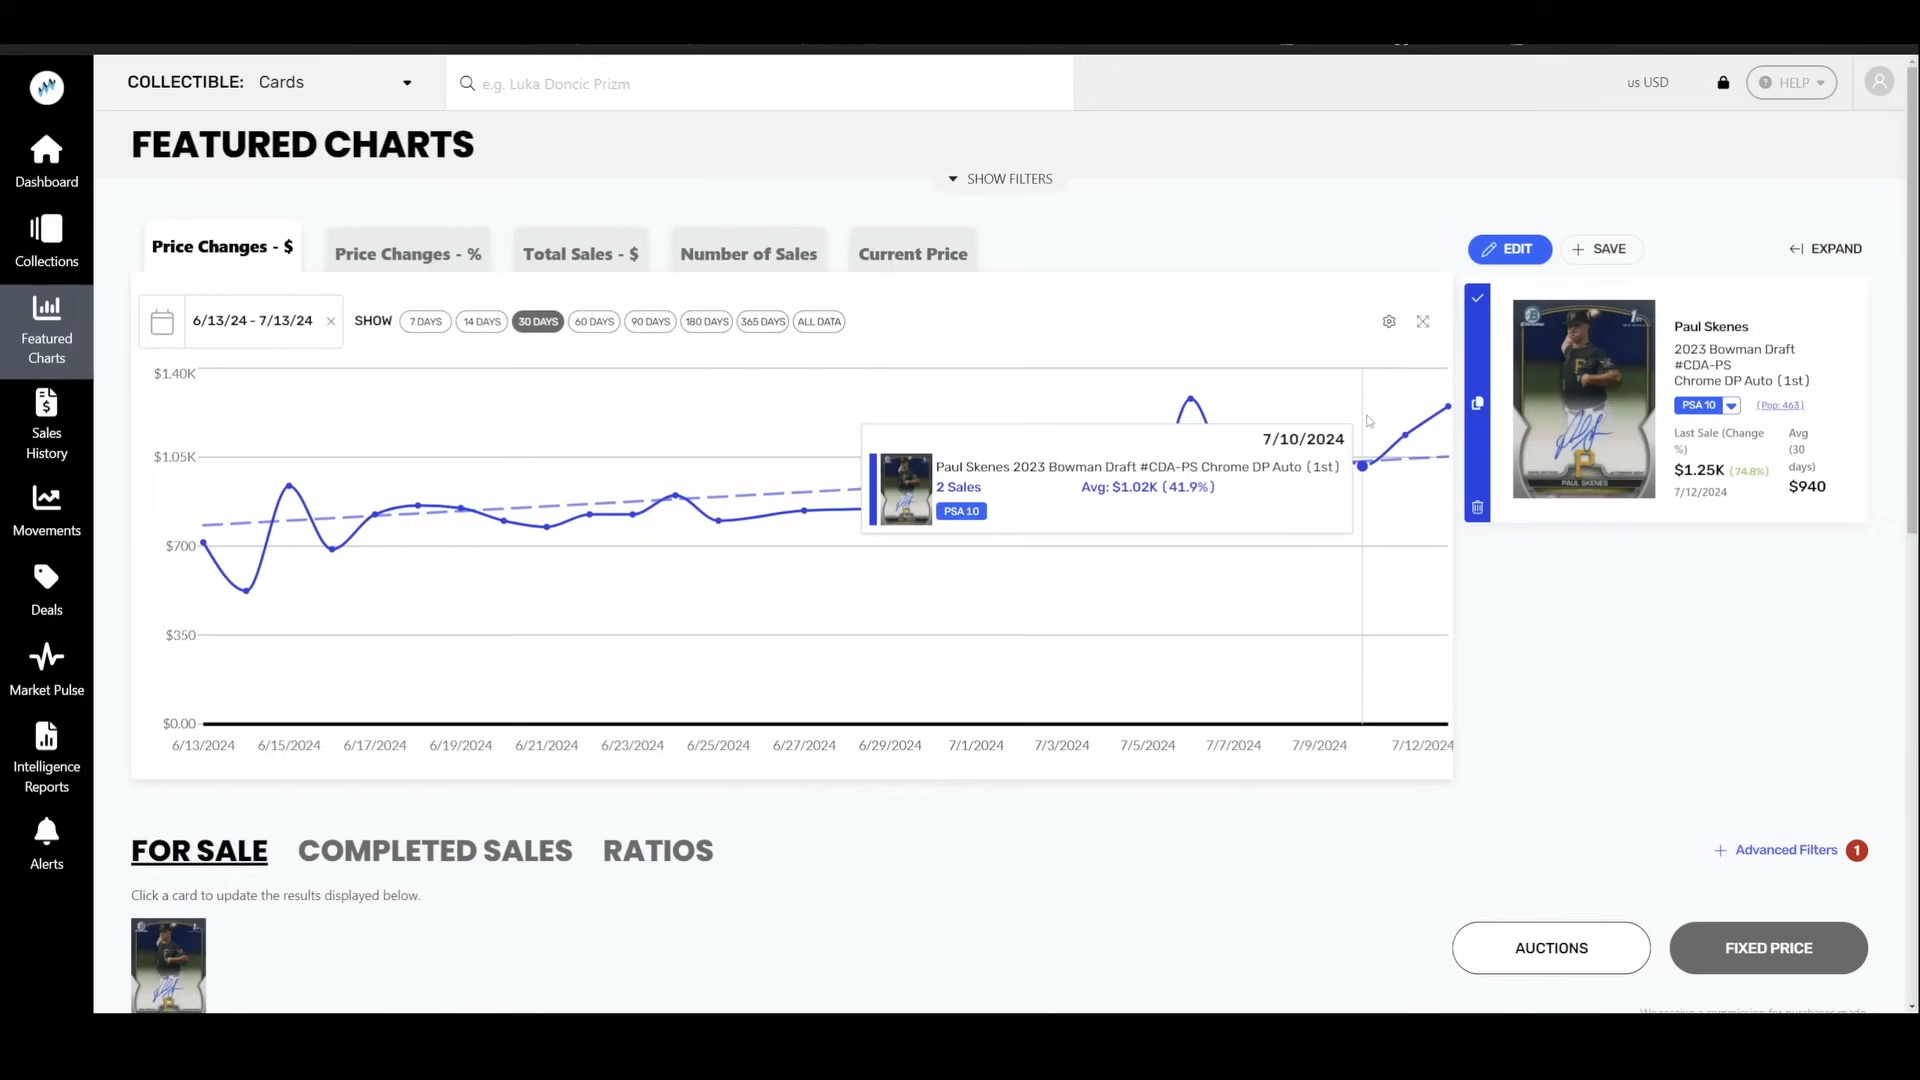 COLLECTIBLE: Cards
e.g. Luka Doncic Prizm
us USD
HELP
FEATURED CHARTS
SHOW FILTERS
Dashboard
Collections
Featured
Charts
Sales
History
Movements
Deals
Market Pulse
Intelligence
Reports
Alerts
Price Changes - $
Price Changes - %
Total Sales - $
Number of Sales
Current Price
EDIT
SAVE
EXPAND
6/13/24 - 7/13/24
SHOW
7 DAYS
14 DAYS
30 DAYS
60 DAYS
90 DAYS
180 DAYS
365 DAYS
ALL DATA
$1.40K
$1.05K
$700
$350
$0.00
7/10/2024
Paul Skenes 2023 Bowman Draft #CDA-PS Chrome DP Auto (1st)
2 Sales
Avg: $1.02K (41.9%)
PSA 10
6/13/2024
6/15/2024
6/17/2024
6/19/2024
6/21/2024
6/23/2024
6/25/2024
6/27/2024
6/29/2024
7/1/2024
7/3/2024
7/5/2024
7/7/2024
7/9/2024
7/12/2024
PAUL SKENES
Paul Skenes
2023 Bowman Draft
#CDA-PS
Chrome DP Auto (1st)
PSA 10
(Pop: 463)
Last Sale (Change
%)
$1.25K (74.8%)
7/12/2024
Avg
(30
days)
$940
FOR SALE
COMPLETED SALES
RATIOS
Advanced Filters
1
Click a card to update the results displayed below.
AUCTIONS
FIXED PRICE